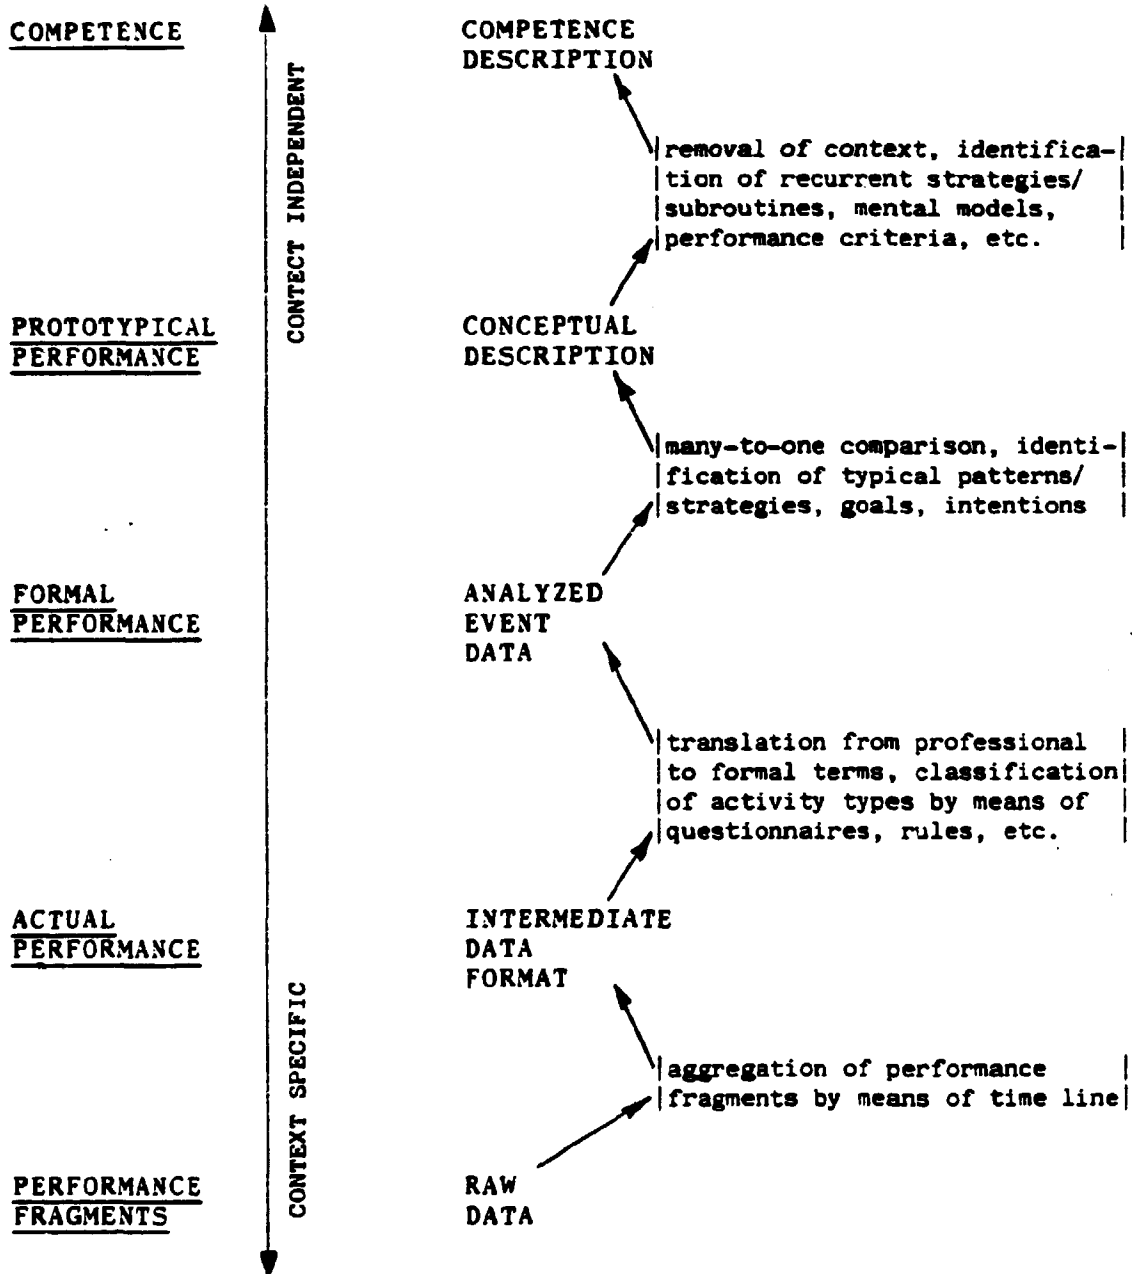 COMPETENCE
COMPETENCE
DESCRIPTION
CONTECT INDEPENDENT
|removal of context, identifica-|
|tion of recurrent strategies/ |
|subroutines, mental models, |
|performance criteria, etc. |
PROTOTYPICAL
PERFORMANCE
CONCEPTUAL
DESCRIPTION
|many-to-one comparison, identi-|
|fication of typical patterns/ |
|strategies, goals, intentions |
FORMAL
PERFORMANCE
ANALYZED
EVENT
DATA
|translation from professional |
|to formal terms, classification|
|of activity types by means of |
|questionnaires, rules, etc. |
ACTUAL
PERFORMANCE
INTERMEDIATE
DATA
FORMAT
CONTEXT SPECIFIC
|aggregation of performance |
|fragments by means of time line|
PERFORMANCE
FRAGMENTS
RAW
DATA